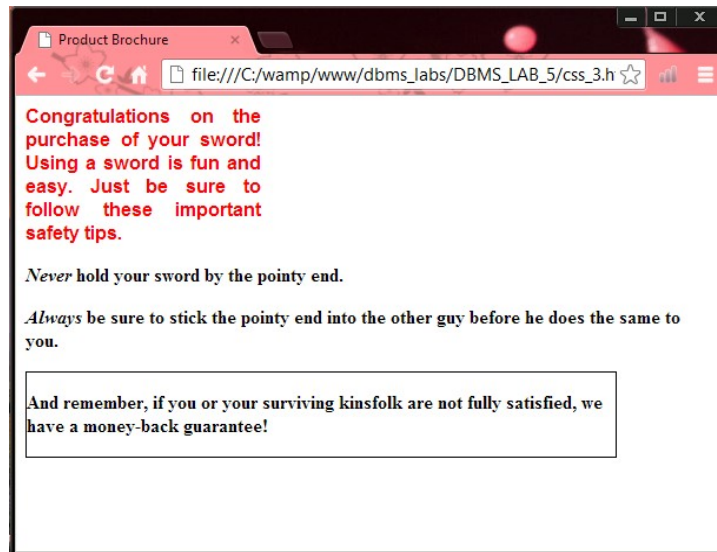 Product Brochure
file:///C:/wamp/www/dbms_labs/DBMS_LAB_5/css_3.h
Congratulations on the
purchase of your sword!
Using a sword is fun and
easy. Just be sure to
follow these important
safety tips.
Never hold your sword by the pointy end.
Always be sure to stick the pointy end into the other guy before he does the same to
you.
And remember, if you or your surviving kinsfolk are not fully satisfied, we
have a money-back guarantee!